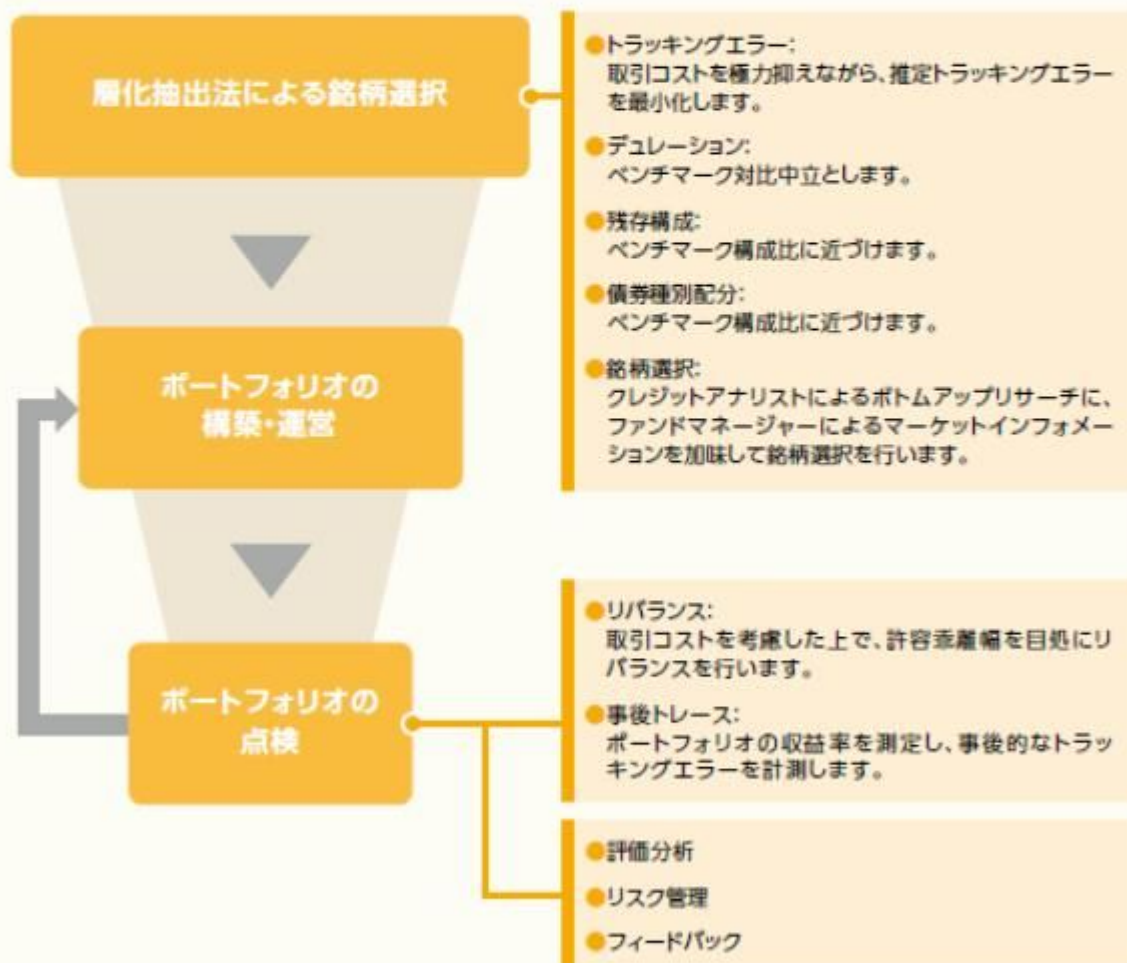 層化抽出法による銘柄選択
●トラッキングエラー:
取引コストを極力抑えながら、推定トラッキングエラー
を最小化します。
●デュレーション:
ベンチマーク対比中立とします。
●残存構成:
ベンチマーク構成比に近づけます。
●債券種別配分:
ベンチマーク構成比に近づけます。
●銘柄選択:
クレジットアナリストによるボトムアップリサーチに、
ファンドマネージャーによるマーケットインフォメー
ションを加味して銘柄選択を行います。
ポートフォリオの
構築・運営
ポートフォリオの
点検
●リバランス:
取引コストを考慮した上で、許容乖離幅を目処にリ
バランスを行います。
●事後トレース:
ポートフォリオの収益率を測定し、事後的なトラッ
キングエラーを計測します。
●評価分析
●リスク管理
●フィードバック